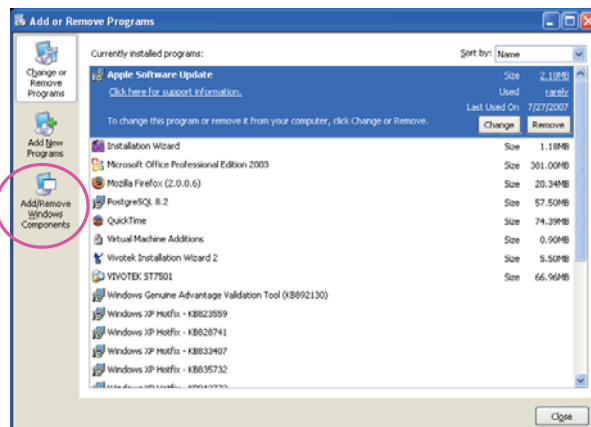 Add or Remove Programs
Change or
Remove
Programs
Add New
Programs
Add/Remove
Windows
Components
Currently installed programs:
Sort by: Name
Apple Software Update
Size 2.18MB
Click here for support information.
Used rarely
Last Used On 7/27/2007
To change this program or remove it from your computer, click Change or Remove.
Change Remove
Installation Wizard Size 1.18MB
Microsoft Office Professional Edition 2003 Size 301.00MB
Mozilla Firefox (2.0.0.6) Size 20.34MB
PostgreSQL 8.2 Size 57.50MB
QuickTime Size 74.39MB
Virtual Machine Additions Size 0.90MB
Vivotek Installation Wizard 2 Size 5.50MB
VIVOTEK ST7501 Size 66.96MB
Windows Genuine Advantage Validation Tool (KB892130)
Windows XP Hotfix - KB823559
Windows XP Hotfix - KB828741
Windows XP Hotfix - KB833407
Windows XP Hotfix - KB835732
Close